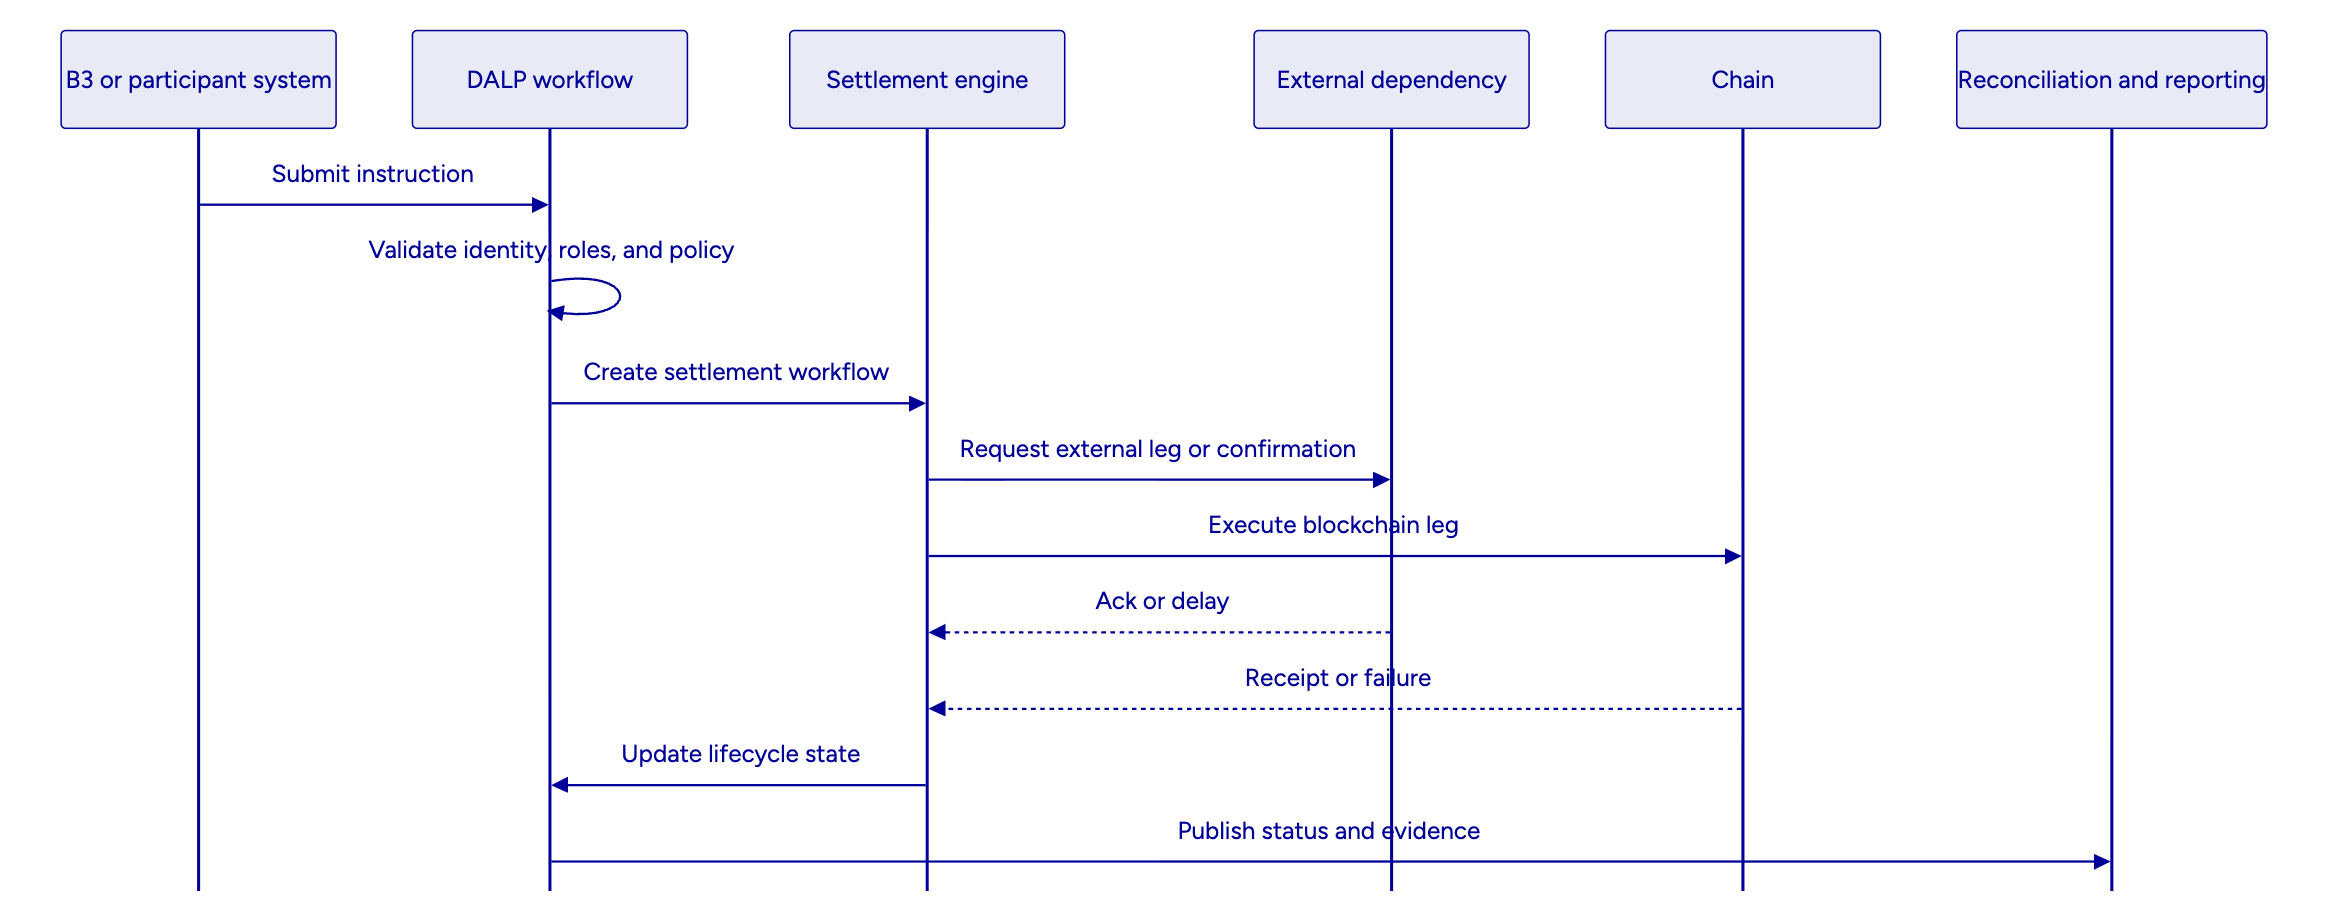 B3 or participant system
DALP workflow
Settlement engine
External dependency
Chain
Reconciliation and reporting
Submit instruction
Validate identity, roles, and policy
Create settlement workflow
Request external leg or confirmation
Execute blockchain leg
Ack or delay
Receipt or failure
Update lifecycle state
Publish status and evidence